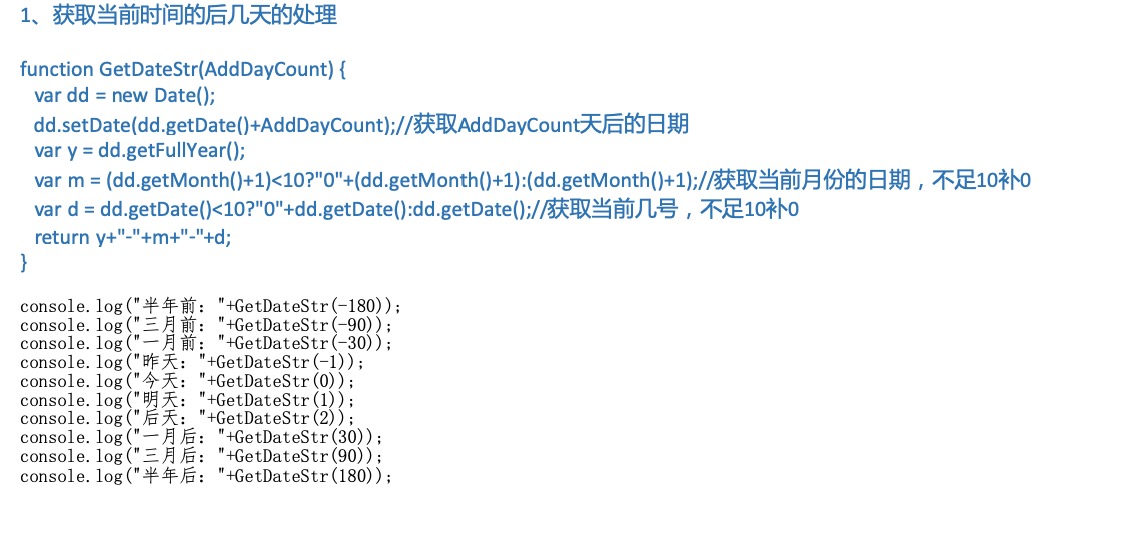 1、获取当前时间的后几天的处理
function GetDateStr(AddDayCount) {
var dd = new Date();
dd.setDate(dd.getDate()+AddDayCount);//获取AddDayCount天后的日期
var y = dd.getFullYear();
var m = (dd.getMonth()+1)<10?"0"+(dd.getMonth()+1):(dd.getMonth()+1);//获取当前月份的日期，不足10补0
var d = dd.getDate()<10?"0"+dd.getDate():dd.getDate();//获取当前几号，不足10补0
return y+"-"+m+"-"+d;
}
console.log("半年前："+GetDateStr(-180));
console.log("三月前："+GetDateStr(-90));
console.log("一月前："+GetDateStr(-30));
console.log("昨天："+GetDateStr(-1));
console.log("今天："+GetDateStr(0));
console.log("明天："+GetDateStr(1));
console.log("后天："+GetDateStr(2));
console.log("一月后："+GetDateStr(30));
console.log("三月后："+GetDateStr(90));
console.log("半年后："+GetDateStr(180));